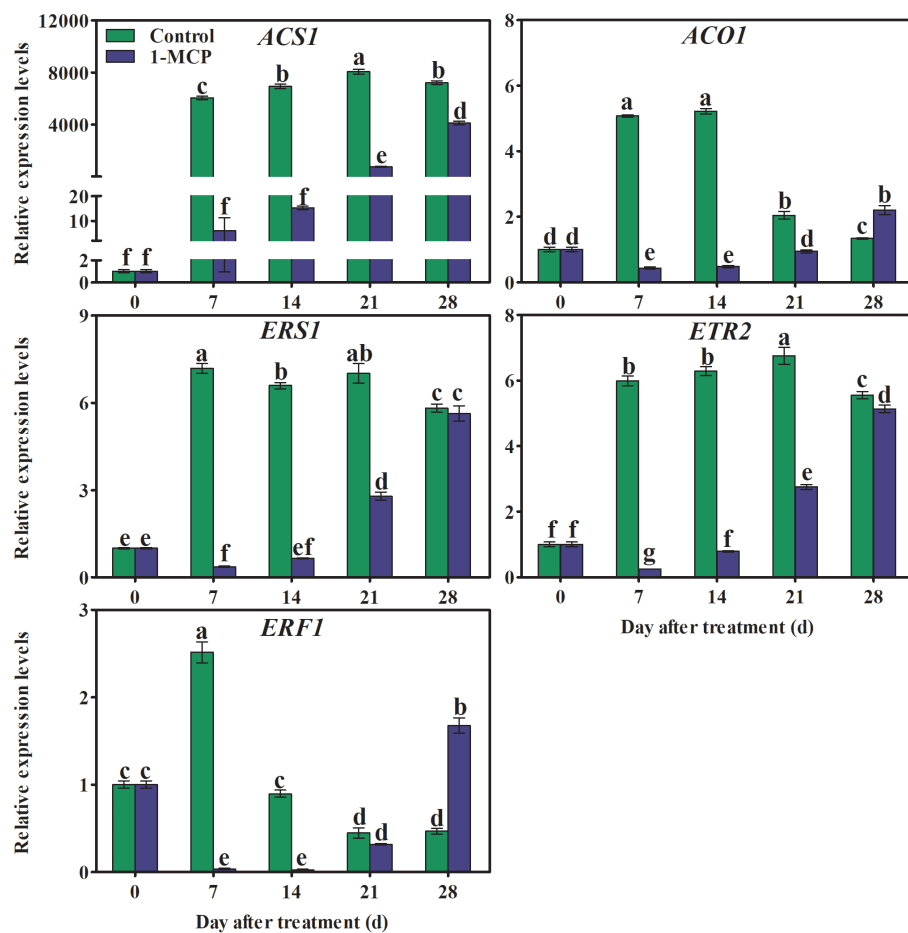 Control
1-MCP
ACS1
Relative expression levels
12000
8000
4000
20
10
0
2
1
0
c
b
a
b
d
e
f
f
f f
0 7 14 21 28
ACO1
8
6
4
2
0
a
a
b
b
d d
e
e
d
c
0 7 14 21 28
ERS1
Relative expression levels
9
6
3
0
a
b
ab
c c
d
e e
f
ef
0 7 14 21 28
ETR2
8
6
4
2
0
b
b
a
c
d
e
f f
g
f
0 7 14 21 28
Day after treatment (d)
ERF1
Relative expression levels
3
2
1
0
a
b
c c
c
d
d
d
e
e
0 7 14 21 28
Day after treatment (d)